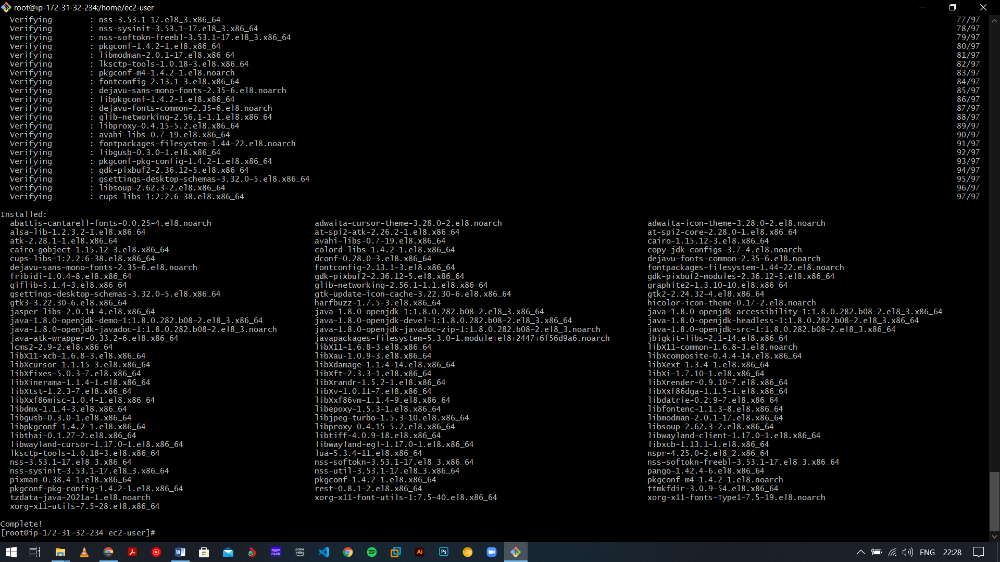 root@ip-172-31-32-234:/home/ec2-user
Verifying : nss-3.53.1-17.el8_3.x86_64 77/97
Verifying : nss-sysinit-3.53.1-17.el8_3.x86_64 78/97
Verifying : nss-softokn-freebl-3.53.1-17.el8_3.x86_64 79/97
Verifying : pkgconf-1.4.2-1.el8.x86_64 80/97
Verifying : libmodman-2.0.1-17.el8.x86_64 81/97
Verifying : lksctp-tools-1.0.18-3.el8.x86_64 82/97
Verifying : pkgconf-m4-1.4.2-1.el8.noarch 83/97
Verifying : fontconfig-2.13.1-3.el8.x86_64 84/97
Verifying : dejavu-sans-mono-fonts-2.35-6.el8.noarch 85/97
Verifying : libpkgconf-1.4.2-1.el8.x86_64 86/97
Verifying : dejavu-fonts-common-2.35-6.el8.noarch 87/97
Verifying : glib-networking-2.56.1-1.1.el8.x86_64 88/97
Verifying : libproxy-0.4.15-5.2.el8.x86_64 89/97
Verifying : avahi-libs-0.7-19.el8.x86_64 90/97
Verifying : fontpackages-filesystem-1.44-22.el8.noarch 91/97
Verifying : libgusb-0.3.0-1.el8.x86_64 92/97
Verifying : pkgconf-pkg-config-1.4.2-1.el8.x86_64 93/97
Verifying : gdk-pixbuf2-2.36.12-5.el8.x86_64 94/97
Verifying : gsettings-desktop-schemas-3.32.0-5.el8.x86_64 95/97
Verifying : libsoup-2.62.3-2.el8.x86_64 96/97
Verifying : cups-libs-1:2.2.6-38.el8.x86_64 97/97
Installed:
abattis-cantarell-fonts-0.0.25-4.el8.noarch adwaita-cursor-theme-3.28.0-2.el8.noarch adwaita-icon-theme-3.28.0-2.el8.noarch
alsa-lib-1.2.3.2-1.el8.x86_64 at-spi2-atk-2.26.2-1.el8.x86_64 at-spi2-core-2.28.0-1.el8.x86_64
atk-2.28.1-1.el8.x86_64 avahi-libs-0.7-19.el8.x86_64 cairo-1.15.12-3.el8.x86_64
cairo-gobject-1.15.12-3.el8.x86_64 colord-libs-1.4.2-1.el8.x86_64 copy-jdk-configs-3.7-4.el8.noarch
cups-libs-1:2.2.6-38.el8.x86_64 dconf-0.28.0-3.el8.x86_64 dejavu-fonts-common-2.35-6.el8.noarch
dejavu-sans-mono-fonts-2.35-6.el8.noarch fontconfig-2.13.1-3.el8.x86_64 fontpackages-filesystem-1.44-22.el8.noarch
fribidi-1.0.4-8.el8.x86_64 gdk-pixbuf2-2.36.12-5.el8.x86_64 gdk-pixbuf2-modules-2.36.12-5.el8.x86_64
giflib-5.1.4-3.el8.x86_64 glib-networking-2.56.1-1.1.el8.x86_64 graphite2-1.3.10-10.el8.x86_64
gsettings-desktop-schemas-3.32.0-5.el8.x86_64 gtk-update-icon-cache-3.22.30-6.el8.x86_64 gtk2-2.24.32-4.el8.x86_64
gtk3-3.22.30-6.el8.x86_64 harfbuzz-1.7.5-3.el8.x86_64 hicolor-icon-theme-0.17-2.el8.noarch
jasper-libs-2.0.14-4.el8.x86_64 java-1.8.0-openjdk-1:1.8.0.282.b08-2.el8_3.x86_64 java-1.8.0-openjdk-accessibility-1:1.8.0.282.b08-2.el8_3.x86_64
java-1.8.0-openjdk-demo-1:1.8.0.282.b08-2.el8_3.x86_64 java-1.8.0-openjdk-devel-1:1.8.0.282.b08-2.el8_3.x86_64 java-1.8.0-openjdk-headless-1:1.8.0.282.b08-2.el8_3.x86_64
java-1.8.0-openjdk-javadoc-1:1.8.0.282.b08-2.el8_3.noarch java-1.8.0-openjdk-javadoc-zip-1:1.8.0.282.b08-2.el8_3.noarch java-1.8.0-openjdk-src-1:1.8.0.282.b08-2.el8_3.x86_64
java-atk-wrapper-0.33.2-6.el8.x86_64 javapackages-filesystem-5.3.0-1.module+el8+2447+6f56d9a6.noarch jbigkit-libs-2.1-14.el8.x86_64
lcms2-2.9-2.el8.x86_64 libX11-1.6.8-3.el8.x86_64 libX11-common-1.6.8-3.el8.noarch
libX11-xcb-1.6.8-3.el8.x86_64 libXau-1.0.9-3.el8.x86_64 libXcomposite-0.4.4-14.el8.x86_64
libXcursor-1.1.15-3.el8.x86_64 libXdamage-1.1.4-14.el8.x86_64 libXext-1.3.4-1.el8.x86_64
libXfixes-5.0.3-7.el8.x86_64 libXft-2.3.3-1.el8.x86_64 libXi-1.7.10-1.el8.x86_64
libXinerama-1.1.4-1.el8.x86_64 libXrandr-1.5.2-1.el8.x86_64 libXrender-0.9.10-7.el8.x86_64
libXtst-1.2.3-7.el8.x86_64 libXv-1.0.11-7.el8.x86_64 libXxf86dga-1.1.5-1.el8.x86_64
libXxf86misc-1.0.4-1.el8.x86_64 libXxf86vm-1.1.4-9.el8.x86_64 libdatrie-0.2.9-7.el8.x86_64
libdmx-1.1.4-3.el8.x86_64 libepoxy-1.5.3-1.el8.x86_64 libfontenc-1.1.3-8.el8.x86_64
libgusb-0.3.0-1.el8.x86_64 libjpeg-turbo-1.5.3-10.el8.x86_64 libmodman-2.0.1-17.el8.x86_64
libpkgconf-1.4.2-1.el8.x86_64 libproxy-0.4.15-5.2.el8.x86_64 libsoup-2.62.3-2.el8.x86_64
libthai-0.1.27-2.el8.x86_64 libtiff-4.0.9-18.el8.x86_64 libwayland-client-1.17.0-1.el8.x86_64
libwayland-cursor-1.17.0-1.el8.x86_64 libwayland-egl-1.17.0-1.el8.x86_64 libxcb-1.13.1-1.el8.x86_64
lksctp-tools-1.0.18-3.el8.x86_64 lua-5.3.4-11.el8.x86_64 nspr-4.25.0-2.el8_2.x86_64
nss-3.53.1-17.el8_3.x86_64 nss-softokn-3.53.1-17.el8_3.x86_64 nss-softokn-freebl-3.53.1-17.el8_3.x86_64
nss-sysinit-3.53.1-17.el8_3.x86_64 nss-util-3.53.1-17.el8_3.x86_64 pango-1.42.4-6.el8.x86_64
pixman-0.38.4-1.el8.x86_64 pkgconf-1.4.2-1.el8.x86_64 pkgconf-m4-1.4.2-1.el8.noarch
pkgconf-pkg-config-1.4.2-1.el8.x86_64 rest-0.8.1-2.el8.x86_64 ttmkfdir-3.0.9-54.el8.x86_64
tzdata-java-2021a-1.el8.noarch xorg-x11-font-utils-1:7.5-40.el8.x86_64 xorg-x11-fonts-Type1-7.5-19.el8.noarch
xorg-x11-utils-7.5-28.el8.x86_64
Complete!
[root@ip-172-31-32-234 ec2-user]#
amazon music
prime video
Ai
Ps
ENG 22:28